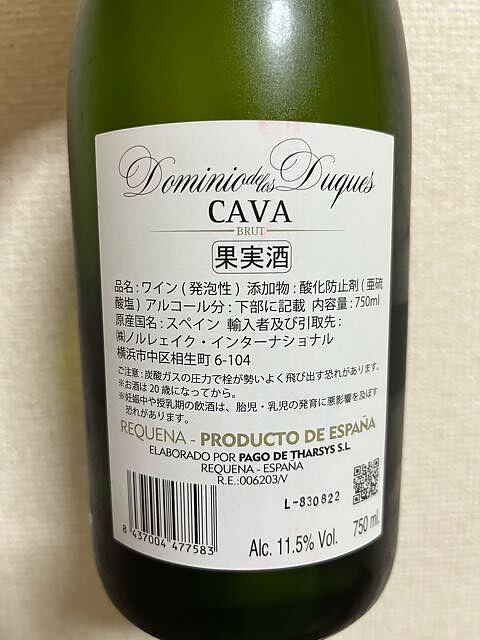 Dominio de los Duques
CAVA
BRUT
果実酒
品名:ワイン(発泡性) 添加物:酸化防止剤(亜硫
酸塩) アルコール分:下部に記載 内容量:750ml
原産国名:スペイン 輸入者及び引取先:
㈱ノルレェイク・インターナショナル
横浜市中区相生町 6-104
ご注意:炭酸ガスの圧力で栓が勢いよく飛び出す恐れがあります。
※お酒は20歳になってから。
※妊娠中や授乳期の飲酒は、胎児・乳児の発育に悪影響を及ぼす
恐れがあります。
REQUENA - PRODUCTO DE ESPAÑA
ELABORADO POR PAGO DE THARSYS S.L
REQUENA - ESPANA
R.E.:006203/V
L-830822
8 437004 477583
Alc. 11.5% Vol.
750 ml.